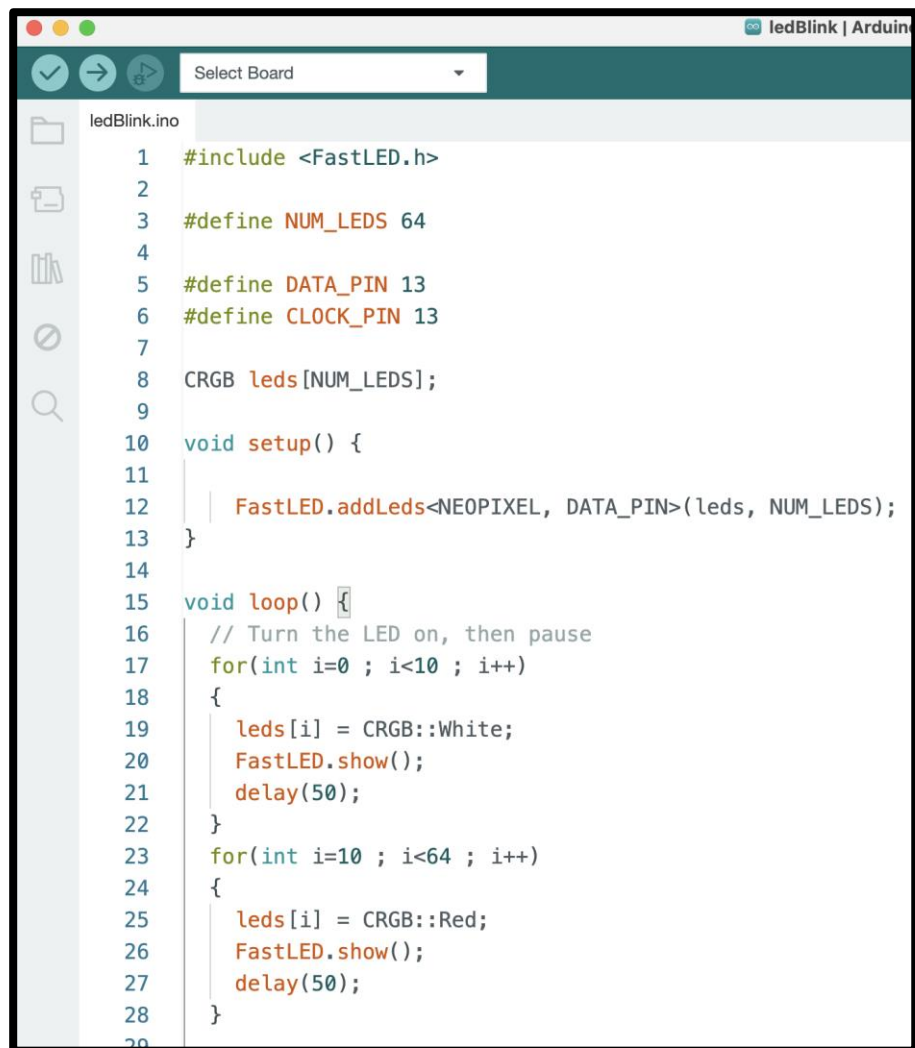 ledBlink | Arduino
Select Board
ledBlink.ino
1 #include <FastLED.h>
2
3 #define NUM_LEDS 64
4
5 #define DATA_PIN 13
6 #define CLOCK_PIN 13
7
8 CRGB leds[NUM_LEDS];
9
10 void setup() {
11
12 FastLED.addLeds<NEOPIXEL, DATA_PIN>(leds, NUM_LEDS);
13 }
14
15 void loop() {
16 // Turn the LED on, then pause
17 for(int i=0 ; i<10 ; i++)
18 {
19 leds[i] = CRGB::White;
20 FastLED.show();
21 delay(50);
22 }
23 for(int i=10 ; i<64 ; i++)
24 {
25 leds[i] = CRGB::Red;
26 FastLED.show();
27 delay(50);
28 }
29